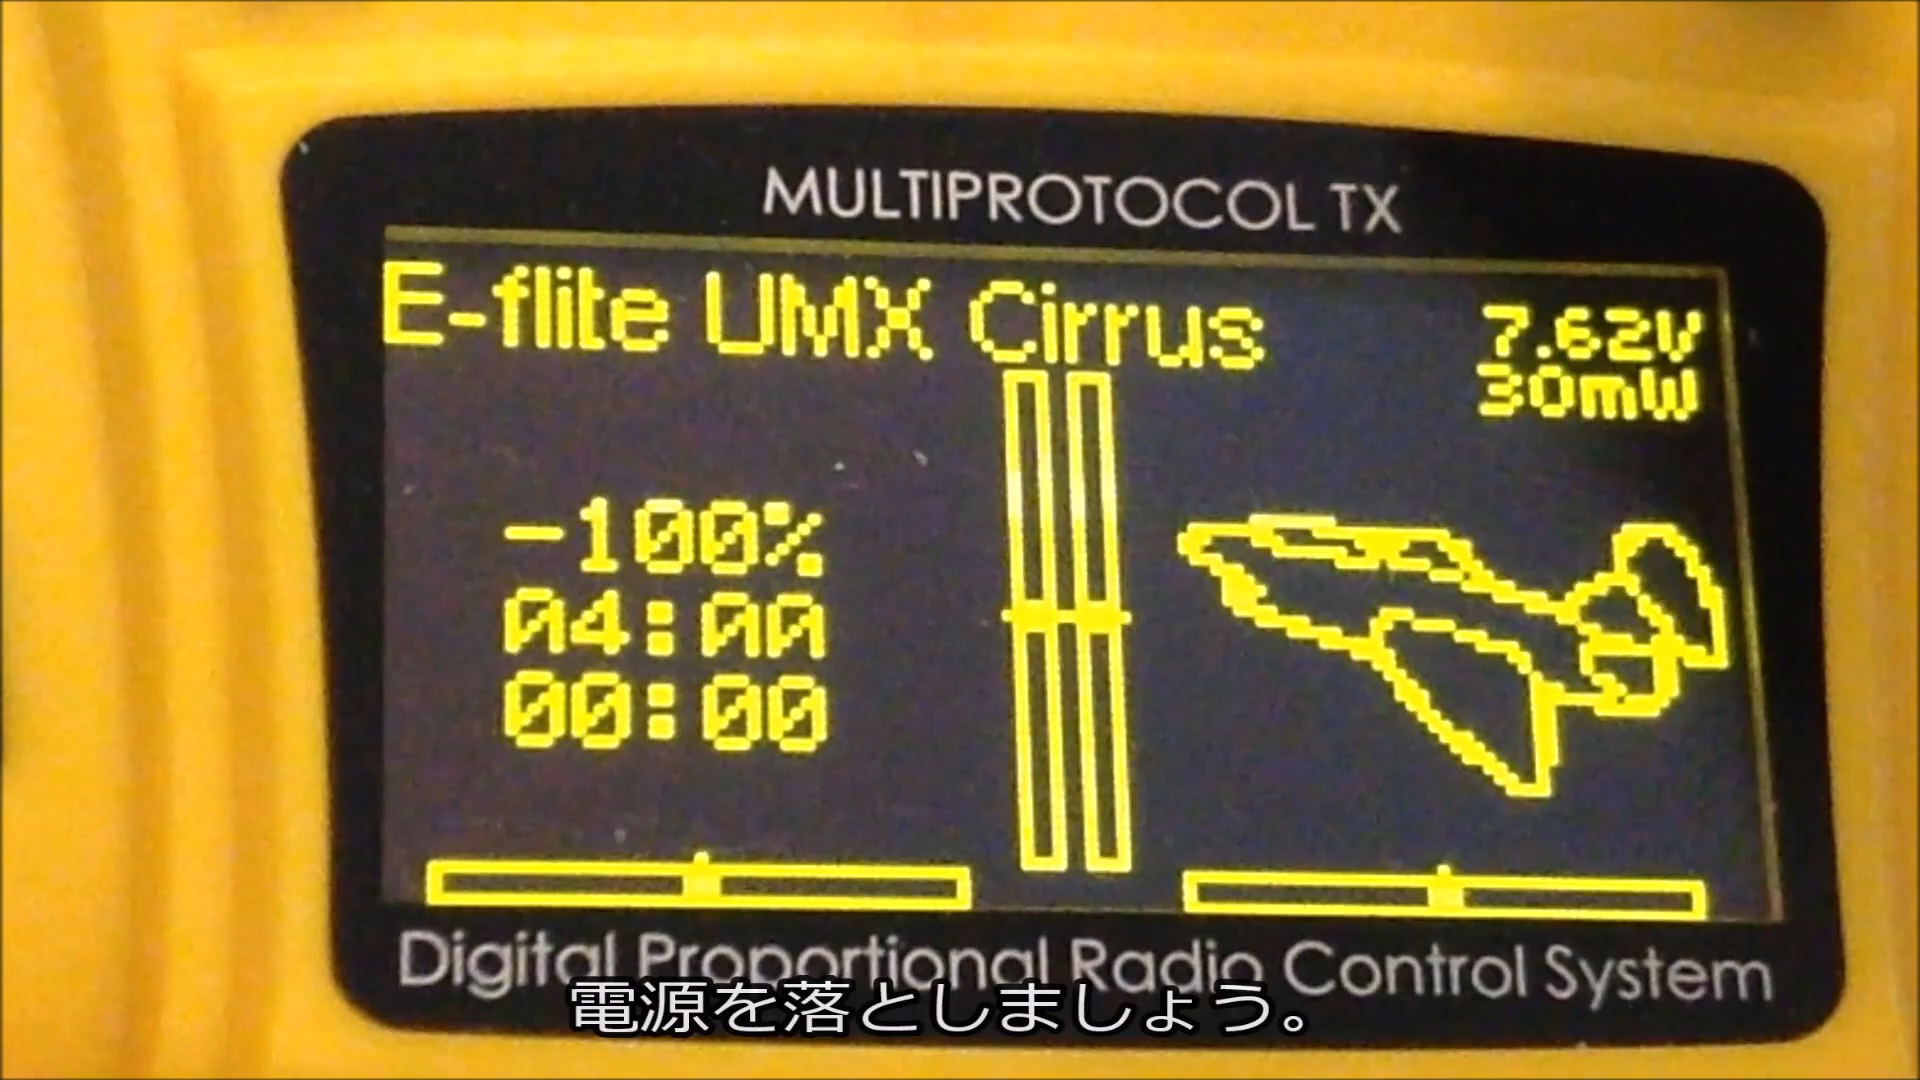 MULTIPROTOCOL TX
E-flite UMX Cirrus
7.62V
30mW
-100%
04:00
00:00
Digital Proportional Radio Control System
電源を落としましょう。